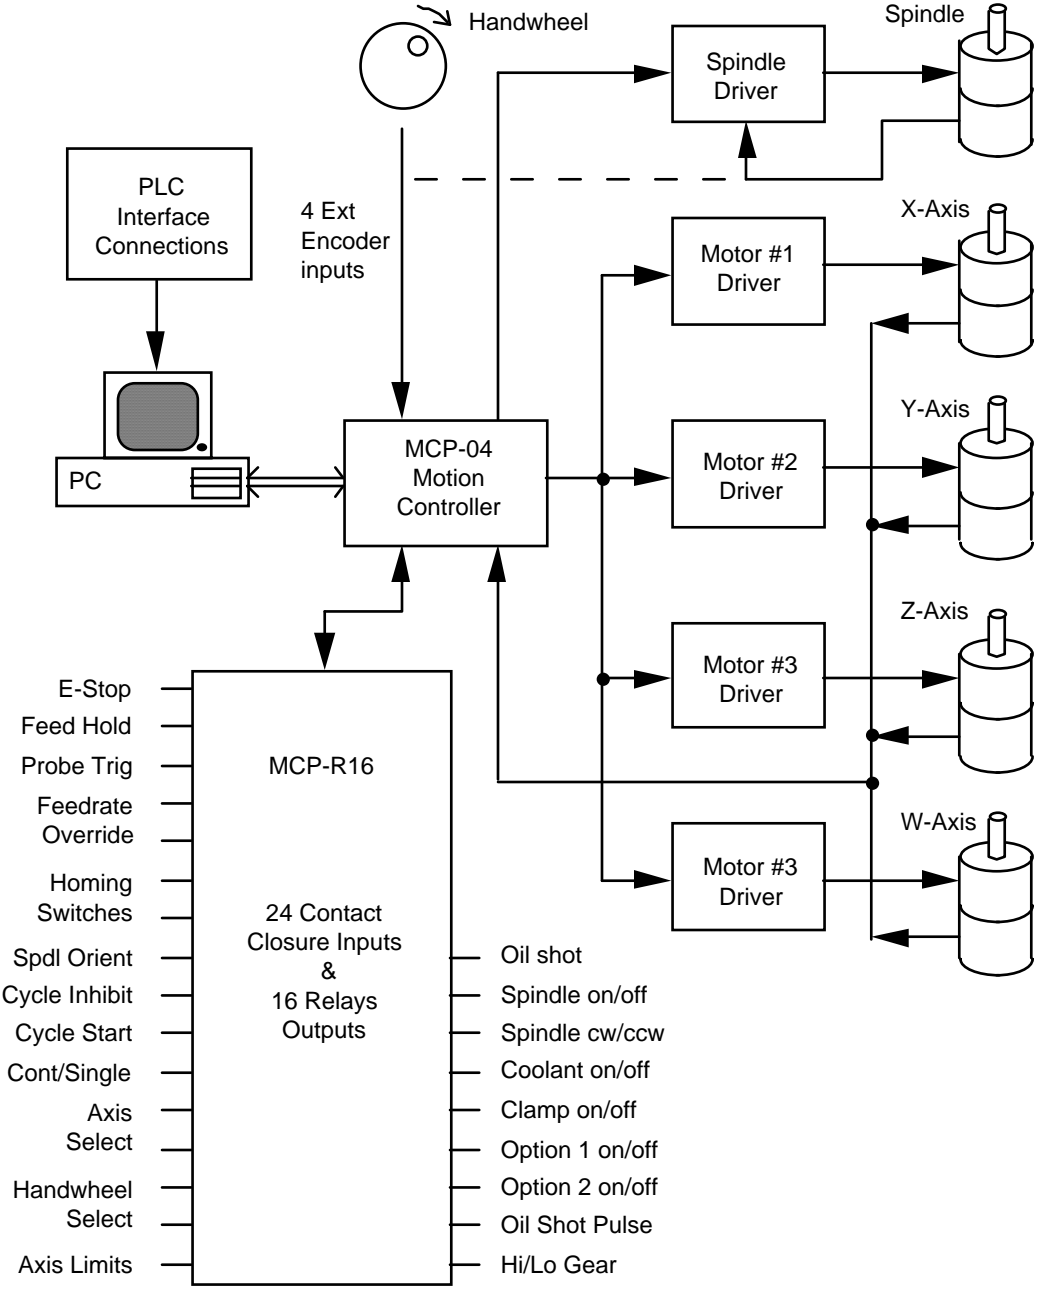 Handwheel
Spindle
Spindle
Driver
PLC
Interface
Connections
4 Ext
Encoder
inputs
X-Axis
Motor #1
Driver
Y-Axis
MCP-04
Motion
Controller
PC
Motor #2
Driver
Z-Axis
Motor #3
Driver
W-Axis
Motor #3
Driver
E-Stop
Feed Hold
Probe Trig
Feedrate
Override
Homing
Switches
Spdl Orient
Cycle Inhibit
Cycle Start
Cont/Single
Axis
Select
Handwheel
Select
Axis Limits
MCP-R16
24 Contact
Closure Inputs
&
16 Relays
Outputs
Oil shot
Spindle on/off
Spindle cw/ccw
Coolant on/off
Clamp on/off
Option 1 on/off
Option 2 on/off
Oil Shot Pulse
Hi/Lo Gear